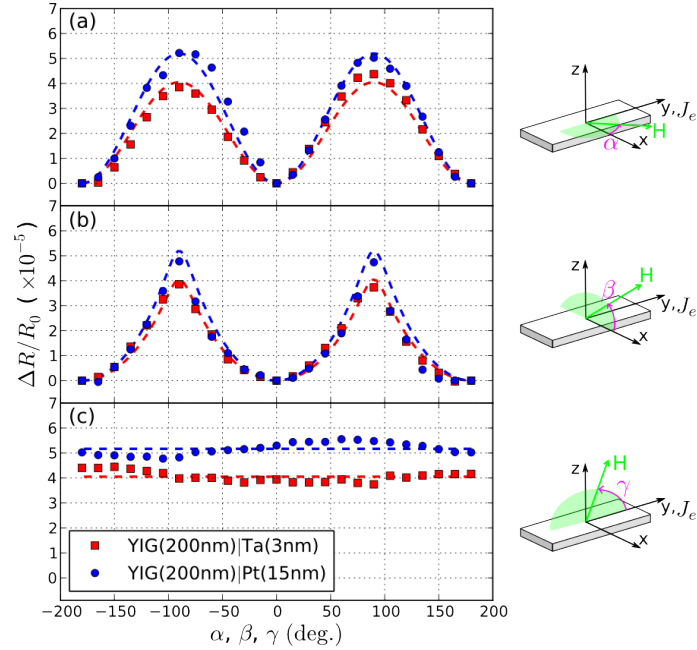 7
6
5
4
3
2
1
0
(a)
z
y, J_e
H
α
x
7
6
5
4
3
2
1
0
(b)
z
H
β
y, J_e
x
ΔR/R_0 ( ×10^{-5})
7
6
5
4
3
2
1
0
(c)
z
H
γ
y, J_e
x
YIG(200nm)|Ta(3nm)
YIG(200nm)|Pt(15nm)
−200 −150 −100 −50 0 50 100 150 200
α, β, γ (deg.)